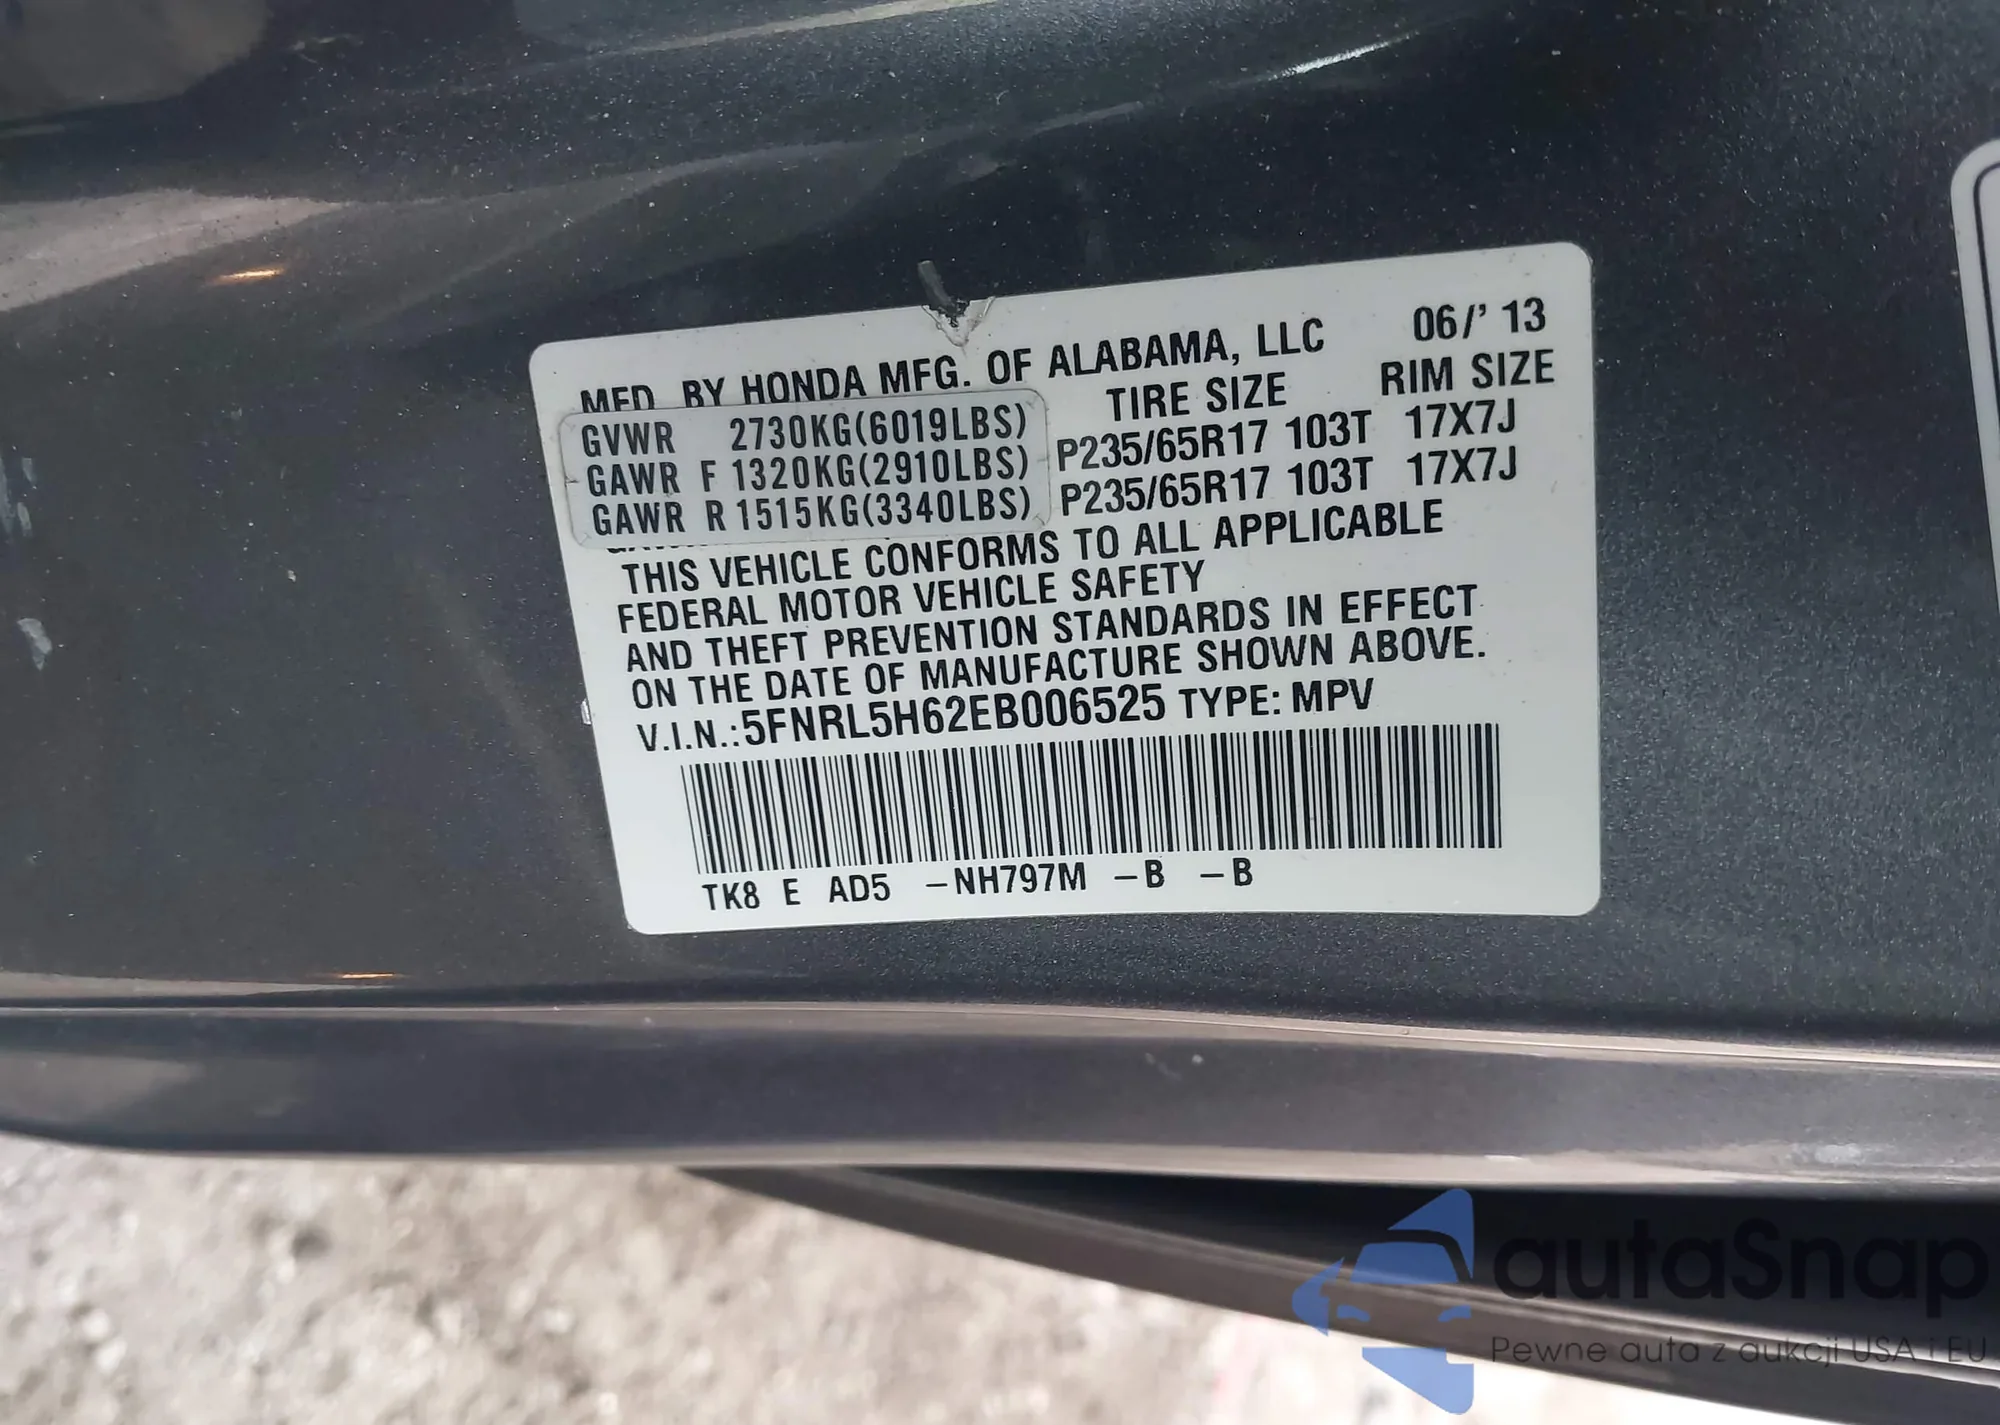 MFD. BY HONDA MFG. OF ALABAMA, LLC 06/' 13
TIRE SIZE RIM SIZE
GVWR 2730KG(6019LBS)
GAWR F 1320KG(2910LBS) P235/65R17 103T 17X7J
GAWR R 1515KG(3340LBS) P235/65R17 103T 17X7J
THIS VEHICLE CONFORMS TO ALL APPLICABLE
FEDERAL MOTOR VEHICLE SAFETY
AND THEFT PREVENTION STANDARDS IN EFFECT
ON THE DATE OF MANUFACTURE SHOWN ABOVE.
V.I.N.:5FNRL5H62EB006525 TYPE: MPV
TK8 E AD5 -NH797M -B -B
autaSnap
Pewne auta z aukcji USA i EU